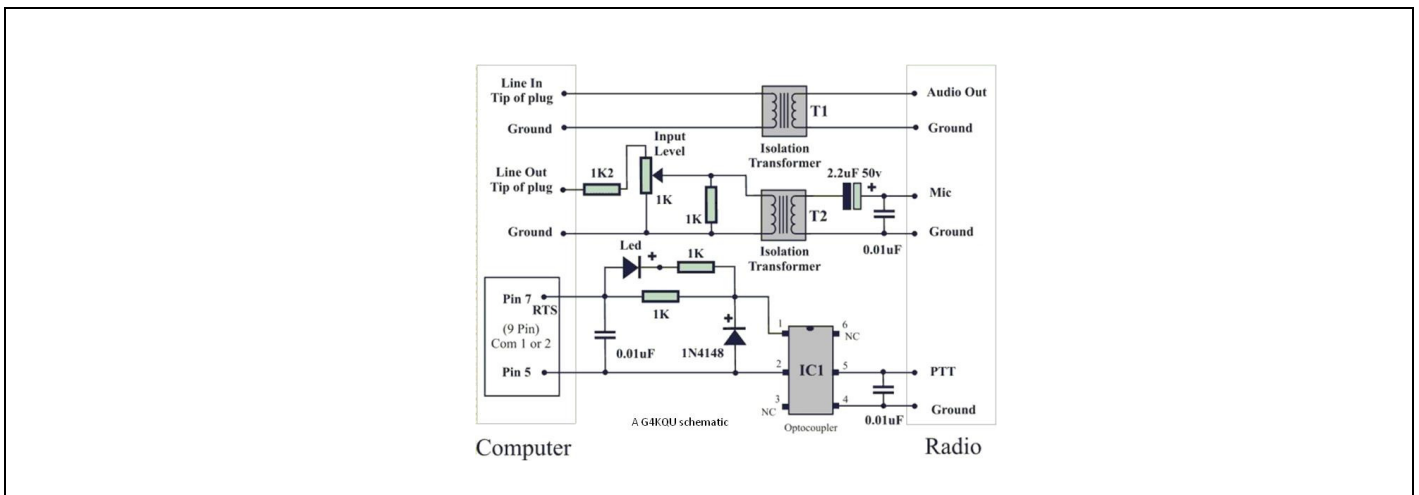 Line In
Tip of plug
Audio Out
T1
Ground
Ground
Input
Level
Isolation
Transformer
Line Out
Tip of plug
1K2
2.2uF 50v
+
Mic
1K
1K
T2
Ground
Ground
0.01uF
Led
+
1K
Isolation
Transformer
Pin 7
RTS
1K
(9 Pin)
Com 1 or 2
+
1
6
NC
0.01uF
1N4148
Pin 5
2
IC1
5
PTT
3
NC
4
0.01uF
Ground
A G4KQU schematic
Optocoupler
Computer
Radio